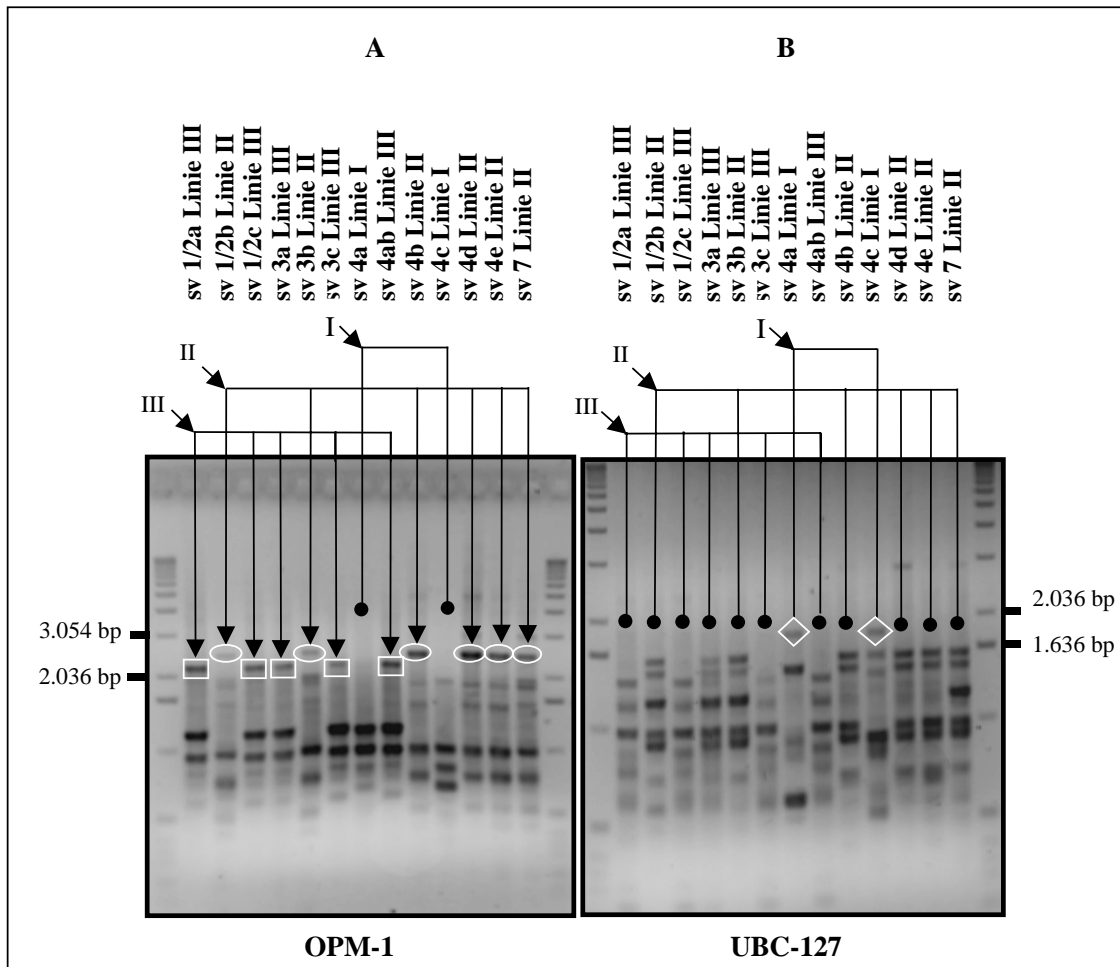 A
B
sv 1/2a Linie III
sv 1/2b Linie II
sv 1/2c Linie III
sv 3a Linie III
sv 3b Linie II
sv 3c Linie III
sv 4a Linie I
sv 4ab Linie III
sv 4b Linie II
sv 4c Linie I
sv 4d Linie II
sv 4e Linie II
sv 7 Linie II
sv 1/2a Linie III
sv 1/2b Linie II
sv 1/2c Linie III
sv 3a Linie III
sv 3b Linie II
sv 3c Linie III
sv 4a Linie I
sv 4ab Linie III
sv 4b Linie II
sv 4c Linie I
sv 4d Linie II
sv 4e Linie II
sv 7 Linie II
I
II
III
I
II
III
3.054 bp
2.036 bp
2.036 bp
1.636 bp
OPM-1
UBC-127